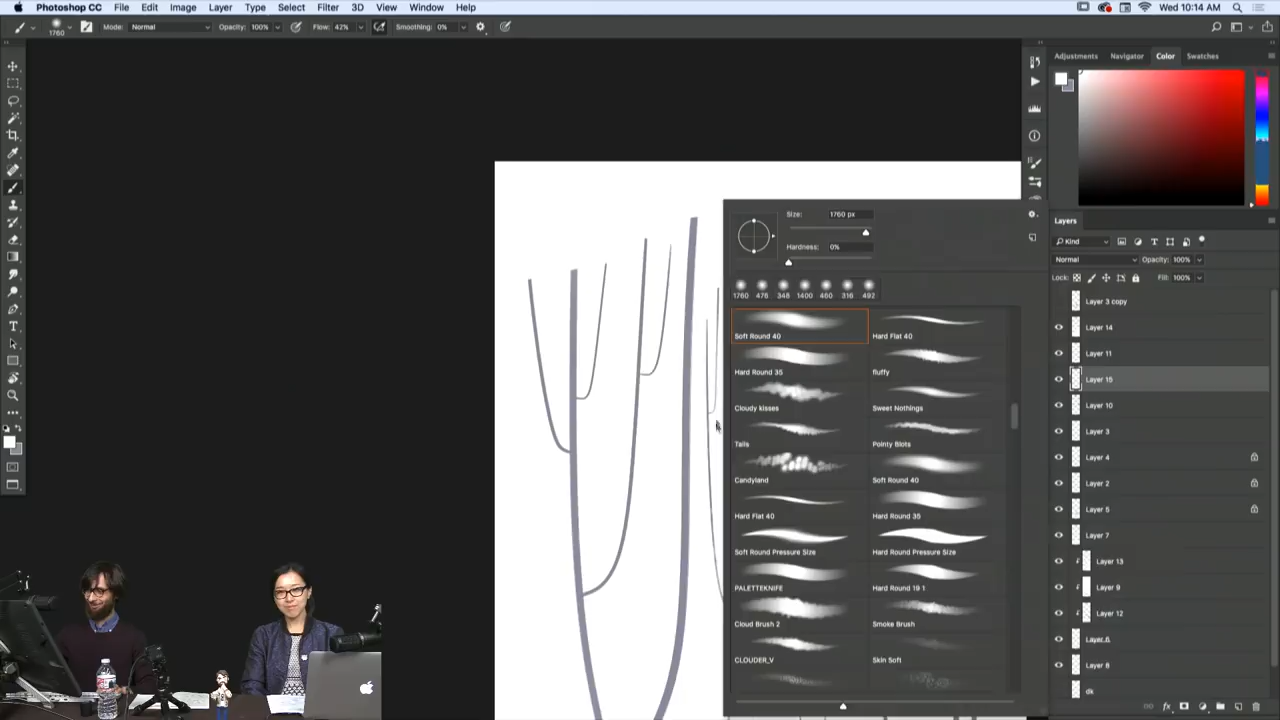 Photoshop CC File Edit Image Layer Type Select Filter 3D View Window Help Wed 10:14 AM
1760 Mode: Normal Opacity: 100% Flow: 42% Smoothing: 0%
Adjustments Navigator Color Swatches
Size: 1760 px
Hardness: 0%
1760 476 348 1400 460 316 492
Soft Round 40 Hard Flat 40
Hard Round 35 fluffy
Cloudy kisses Sweet Nothings
Tails Pointy Blots
Candyland Soft Round 40
Hard Flat 40 Hard Round 35
Soft Round Pressure Size Hard Round Pressure Size
PALETTEKNIFE Hard Round 19 1
Cloud Brush 2 Smoke Brush
CLOUDER_V Skin Soft
Layers
Kind
Normal Opacity: 100%
Lock: Fill: 100%
Layer 3 copy
Layer 14
Layer 11
Layer 15
Layer 10
Layer 3
Layer 4
Layer 2
Layer 5
Layer 7
Layer 13
Layer 9
Layer 12
Layer 6
Layer 8
dk
fx